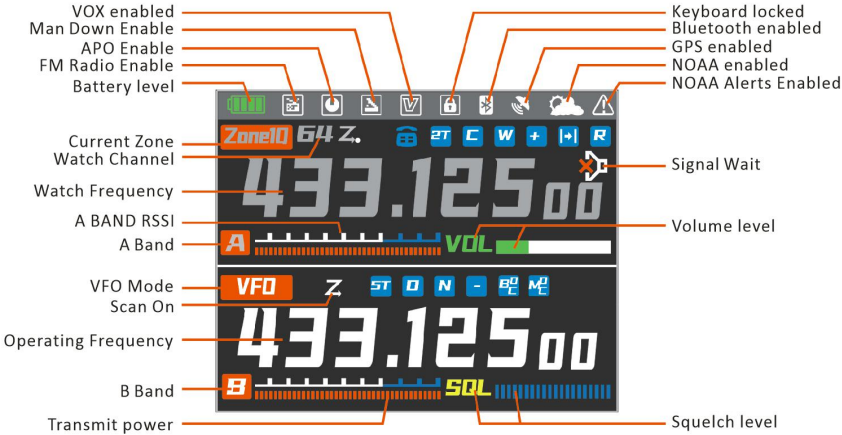 VOX enabled
Man Down Enable
APO Enable
FM Radio Enable
Battery level
Keyboard locked
Bluetooth enabled
GPS enabled
NOAA enabled
NOAA Alerts Enabled
V
Current Zone
Watch Channel
Zone10 64 Z
2T C W + R
Signal Wait
Watch Frequency
433.12500
A BAND RSSI
A Band
A
VOL
Volume level
VFO Mode
Scan On
VFO Z 5T D N - BCL MDC
Operating Frequency
433.12500
B Band
B
SQL
Transmit power
Squelch level